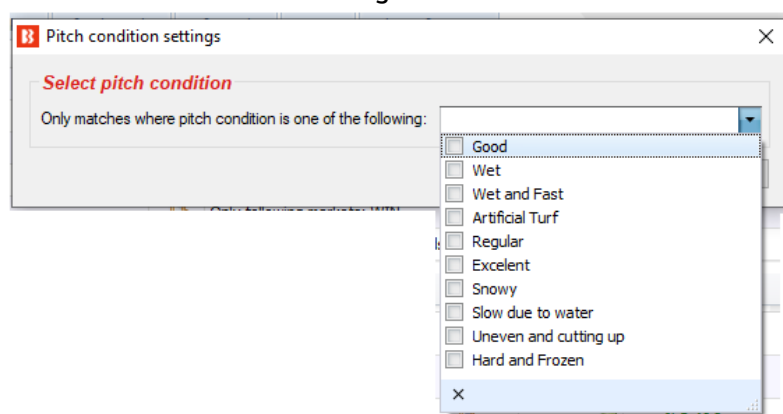 Pitch condition settings
Select pitch condition
Only matches where pitch condition is one of the following:
Good
Wet
Wet and Fast
Artificial Turf
Regular
Excelent
Snowy
Slow due to water
Uneven and cutting up
Hard and Frozen